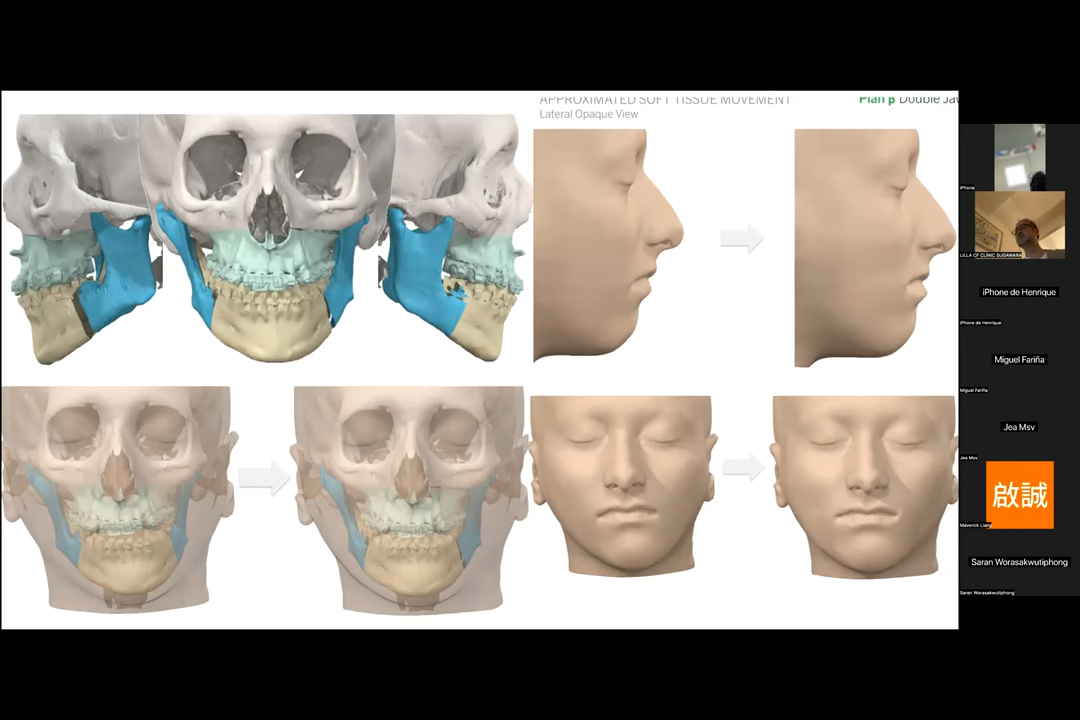 APPROXIMATED SOFT TISSUE MOVEMENT
Plan β Double Jaw
Lateral Opaque View
iPhone
LILLA CF CLINIC SUGAWARA
iPhone de Henrique
iPhone de Henrique
Miguel Fariña
Miguel Fariña
Jea Msv
Jea Msv
啟誠
Maverick Liang
Saran Worasakwutiphong
Saran Worasakwutiphong